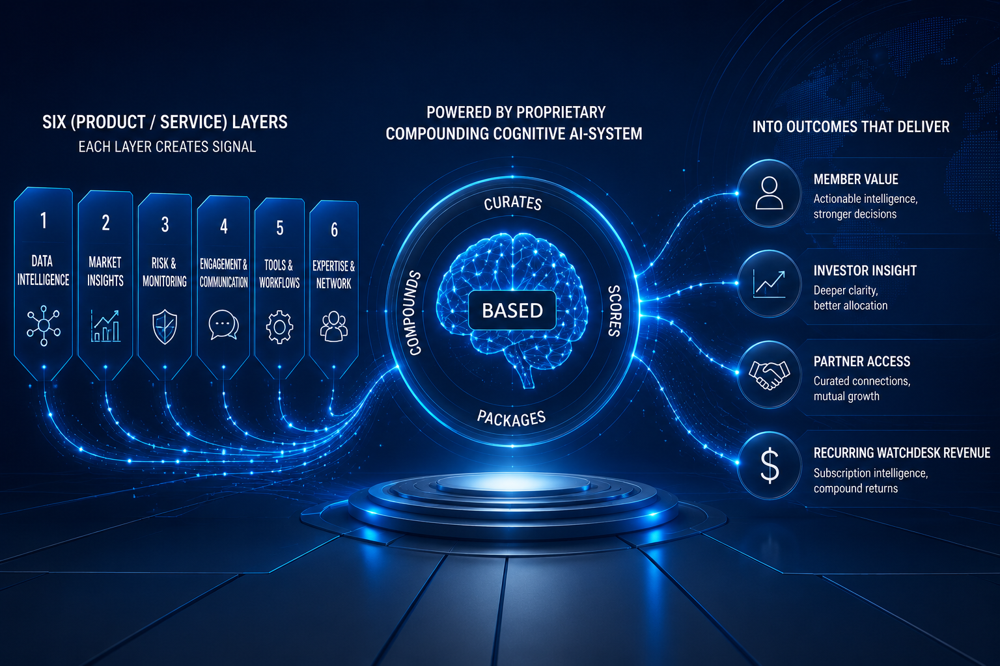 SIX (PRODUCT / SERVICE) LAYERS
EACH LAYER CREATES SIGNAL
1
DATA
INTELLIGENCE
2
MARKET
INSIGHTS
3
RISK &
MONITORING
4
ENGAGEMENT &
COMMUNICATION
5
TOOLS &
WORKFLOWS
6
EXPERTISE &
NETWORK
POWERED BY PROPRIETARY
COMPOUNDING COGNITIVE AI-SYSTEM
CURATES
COMPOUNDS
BASED
SCORES
PACKAGES
INTO OUTCOMES THAT DELIVER
MEMBER VALUE
Actionable intelligence,
stronger decisions
INVESTOR INSIGHT
Deeper clarity,
better allocation
PARTNER ACCESS
Curated connections,
mutual growth
$
RECURRING WATCHDESK REVENUE
Subscription intelligence,
compound returns